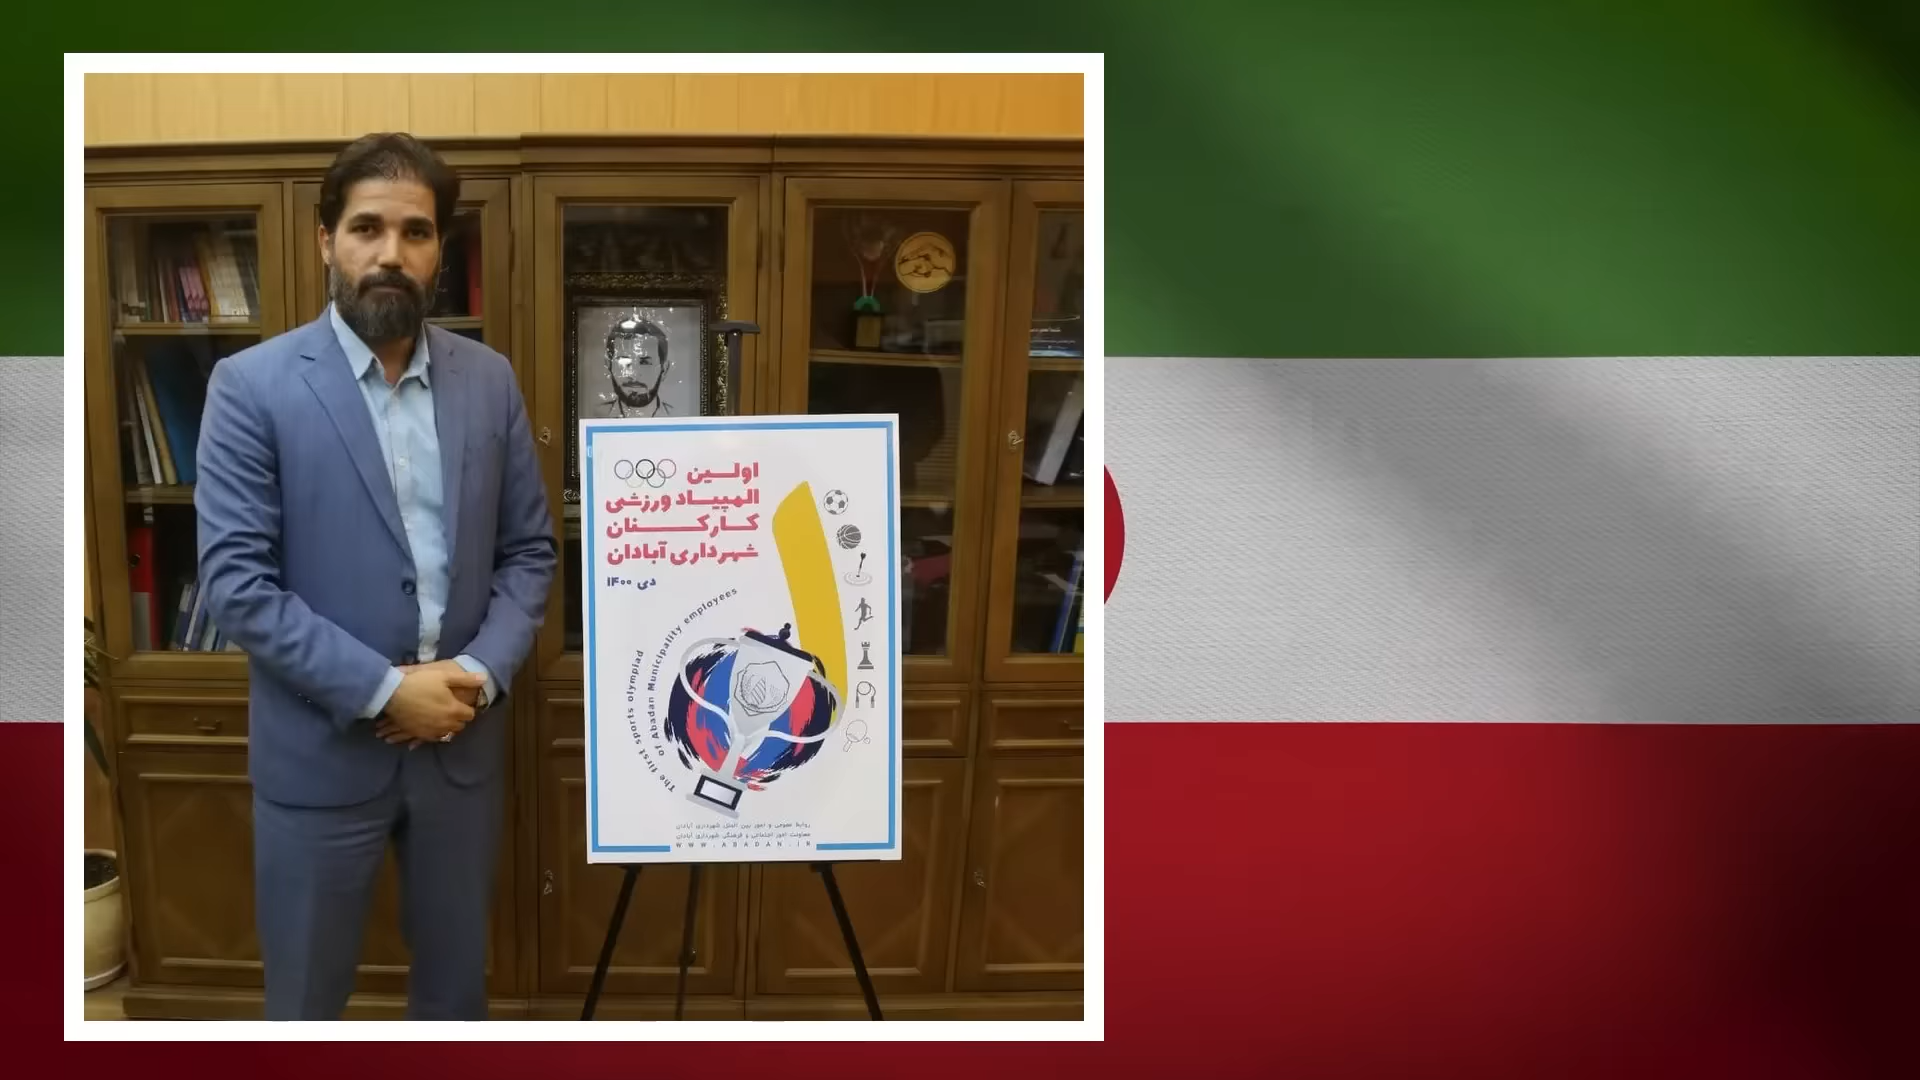 اولین
المپیاد ورزشی
کارکنان
شهرداری آبادان
دی ۱۴۰۰
The first sports olympiad
of Abadan Municipality employees
روابط عمومی و امور بین الملل شهرداری آبادان
معاونت امور اجتماعی و فرهنگی شهرداری آبادان
WWW.ABADAN.IR